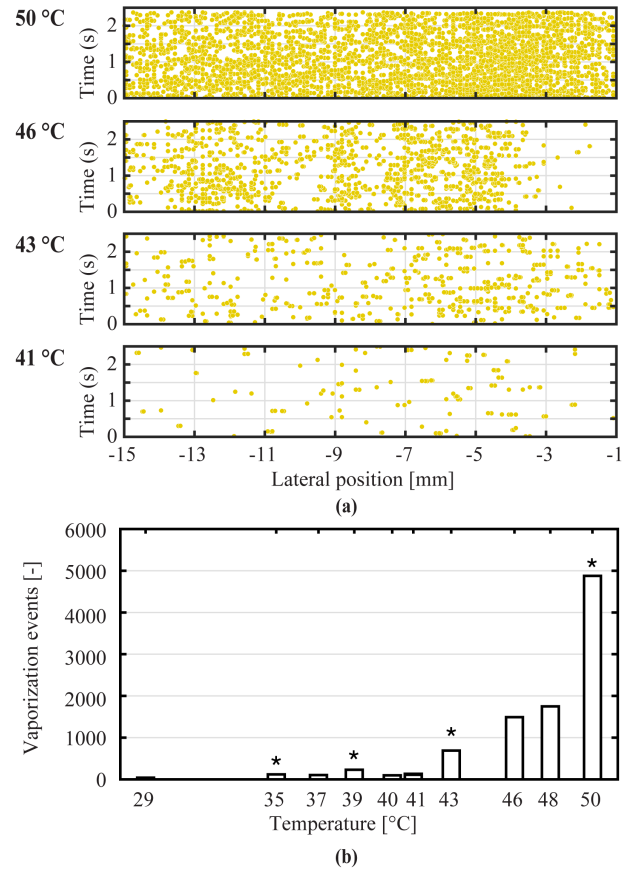 50 °C
Time (s)
2
1
0
46 °C
Time (s)
2
1
0
43 °C
Time (s)
2
1
0
41 °C
Time (s)
2
1
0
-15 -13 -11 -9 -7 -5 -3 -1
Lateral position [mm]
(a)
Vaporization events [-]
6000
5000
4000
3000
2000
1000
0
* * * *
29 35 37 39 40 41 43 46 48 50
Temperature [°C]
(b)